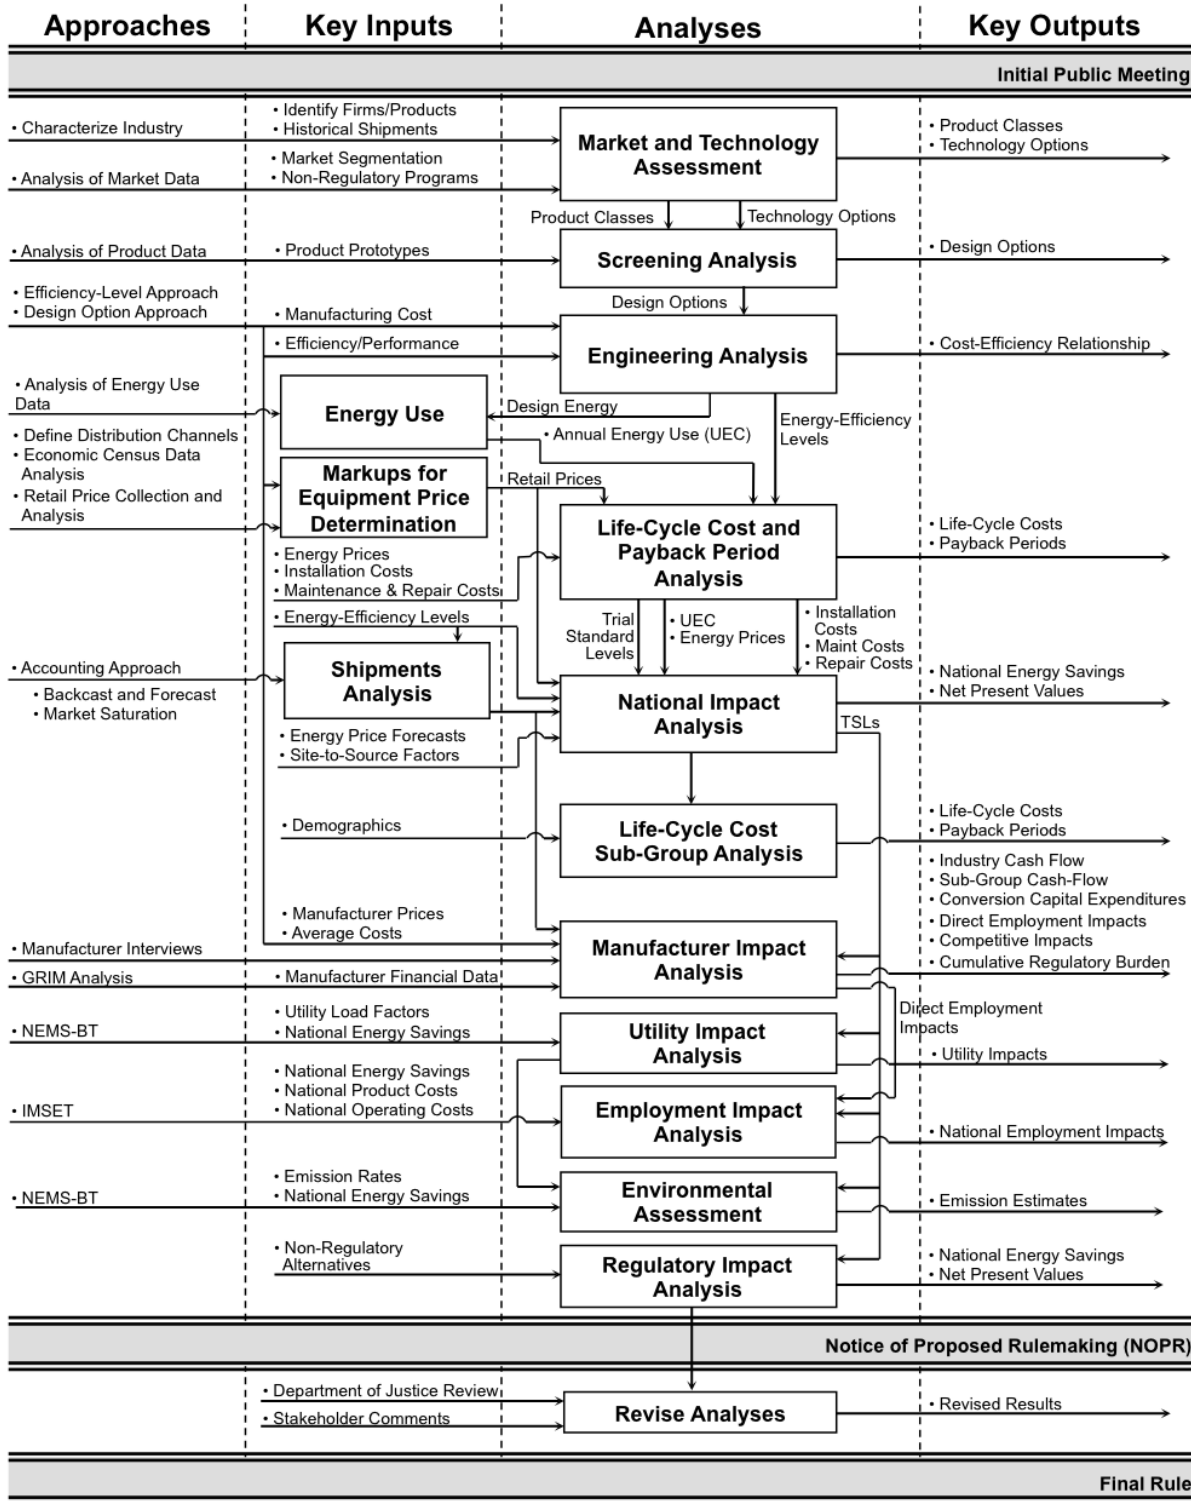 Approaches
Key Inputs
Analyses
Key Outputs
Initial Public Meeting
• Characterize Industry
• Identify Firms/Products
• Historical Shipments
• Analysis of Market Data
• Market Segmentation
• Non-Regulatory Programs
Market and Technology
Assessment
• Product Classes
• Technology Options
Product Classes
Technology Options
• Analysis of Product Data
• Product Prototypes
Screening Analysis
• Design Options
Design Options
• Efficiency-Level Approach
• Design Option Approach
• Manufacturing Cost
• Efficiency/Performance
Engineering Analysis
• Cost-Efficiency Relationship
• Analysis of Energy Use
Data
Energy Use
Design Energy
• Annual Energy Use (UEC)
Energy-Efficiency
Levels
• Define Distribution Channels
• Economic Census Data
Analysis
• Retail Price Collection and
Analysis
Markups for
Equipment Price
Determination
Retail Prices
• Energy Prices
• Installation Costs
• Maintenance & Repair Costs
Life-Cycle Cost and
Payback Period
Analysis
• Life-Cycle Costs
• Payback Periods
• Energy-Efficiency Levels
Trial
Standard
Levels
• UEC
• Energy Prices
• Installation
Costs
• Maint Costs
• Repair Costs
• Accounting Approach
• Backcast and Forecast
• Market Saturation
Shipments
Analysis
National Impact
Analysis
• National Energy Savings
• Net Present Values
TSLs
• Energy Price Forecasts
• Site-to-Source Factors
• Demographics
Life-Cycle Cost
Sub-Group Analysis
• Life-Cycle Costs
• Payback Periods
• Industry Cash Flow
• Sub-Group Cash-Flow
• Conversion Capital Expenditures
• Direct Employment Impacts
• Competitive Impacts
• Cumulative Regulatory Burden
• Manufacturer Prices
• Average Costs
• Manufacturer Interviews
• GRIM Analysis
• Manufacturer Financial Data
Manufacturer Impact
Analysis
Direct Employment
Impacts
• NEMS-BT
• Utility Load Factors
• National Energy Savings
Utility Impact
Analysis
• Utility Impacts
• IMSET
• National Energy Savings
• National Product Costs
• National Operating Costs
Employment Impact
Analysis
• National Employment Impacts
• NEMS-BT
• Emission Rates
• National Energy Savings
Environmental
Assessment
• Emission Estimates
• Non-Regulatory
Alternatives
Regulatory Impact
Analysis
• National Energy Savings
• Net Present Values
Notice of Proposed Rulemaking (NOPR)
• Department of Justice Review
• Stakeholder Comments
Revise Analyses
• Revised Results
Final Rule